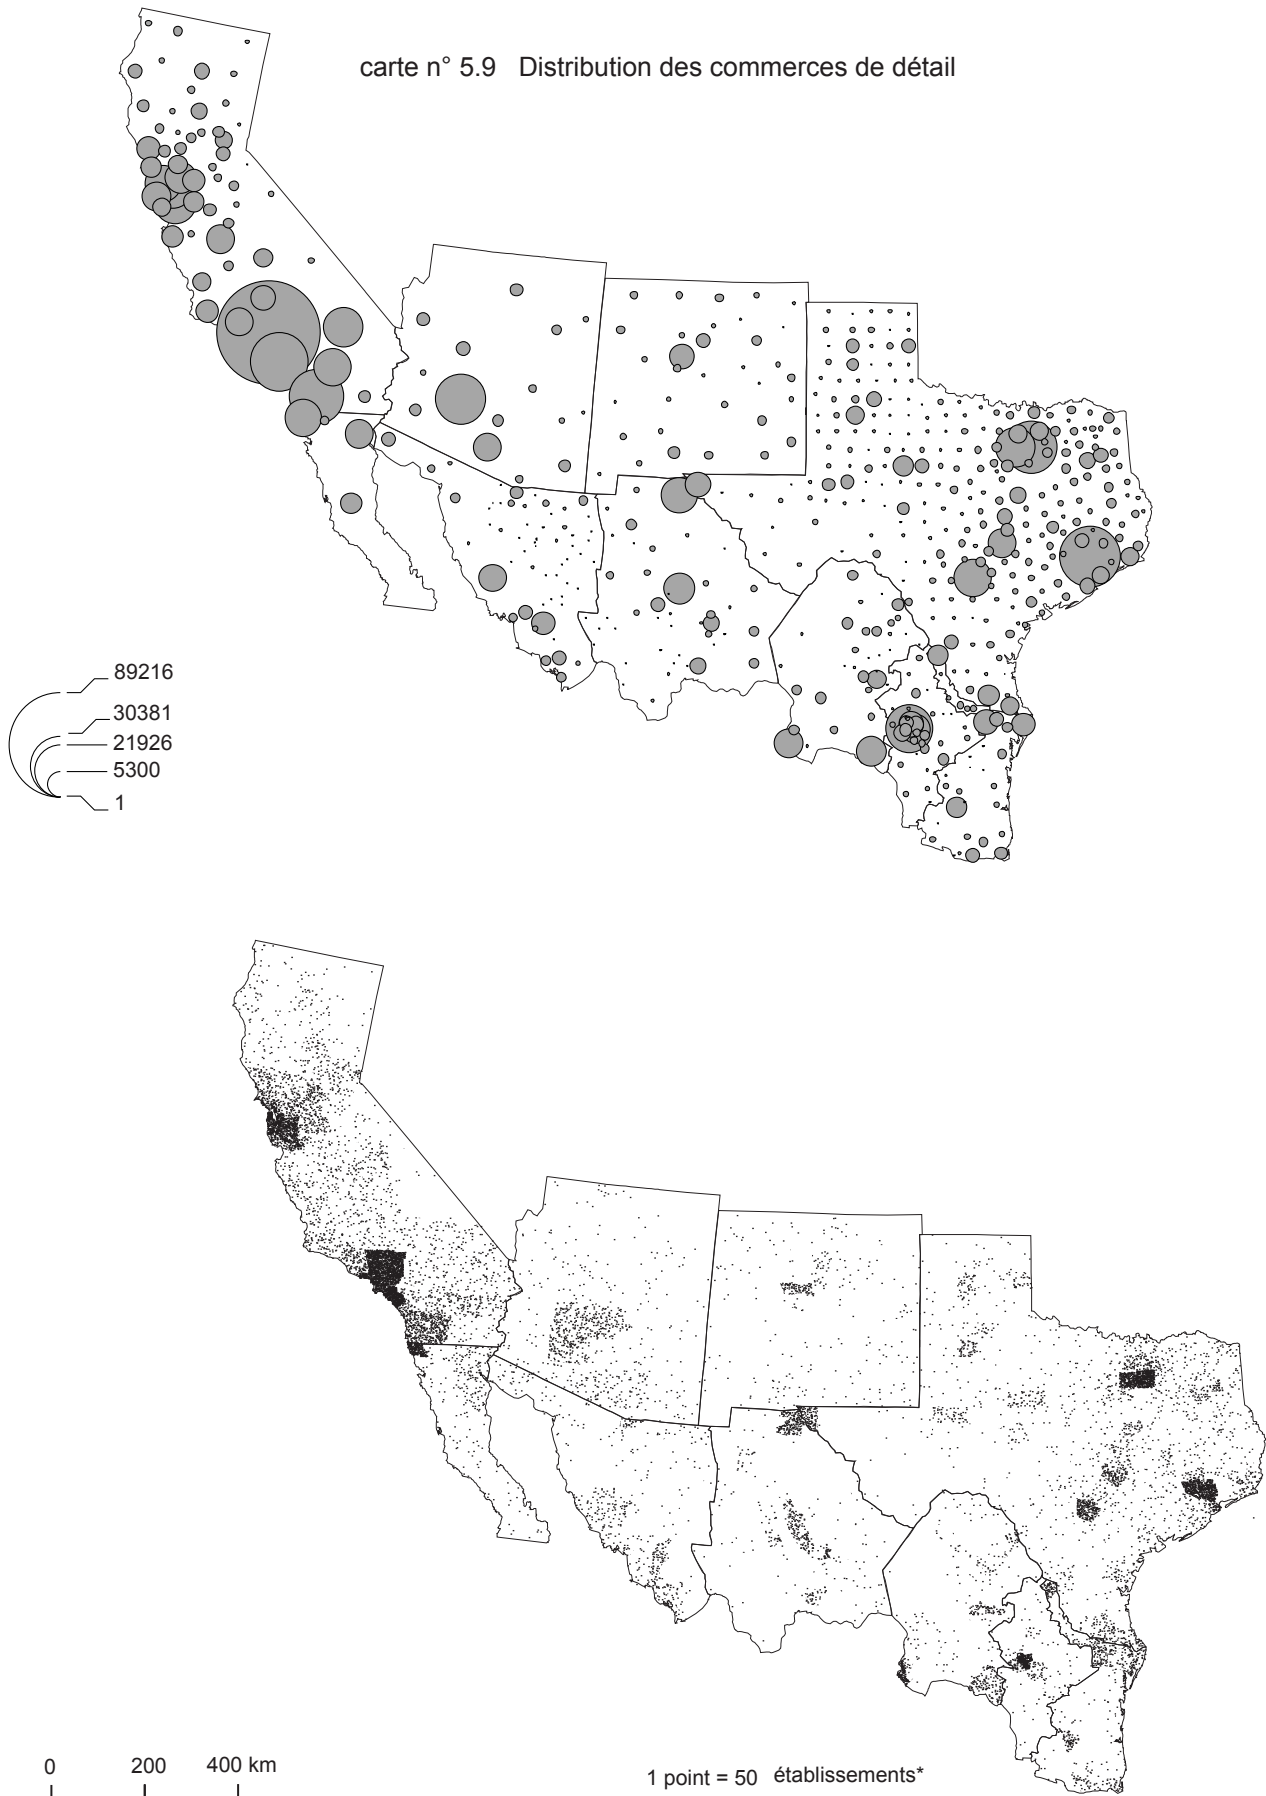 carte n° 5.9 Distribution des commerces de détail
89216
30381
21926
5300
1
0 200 400 km
1 point = 50 établissements*